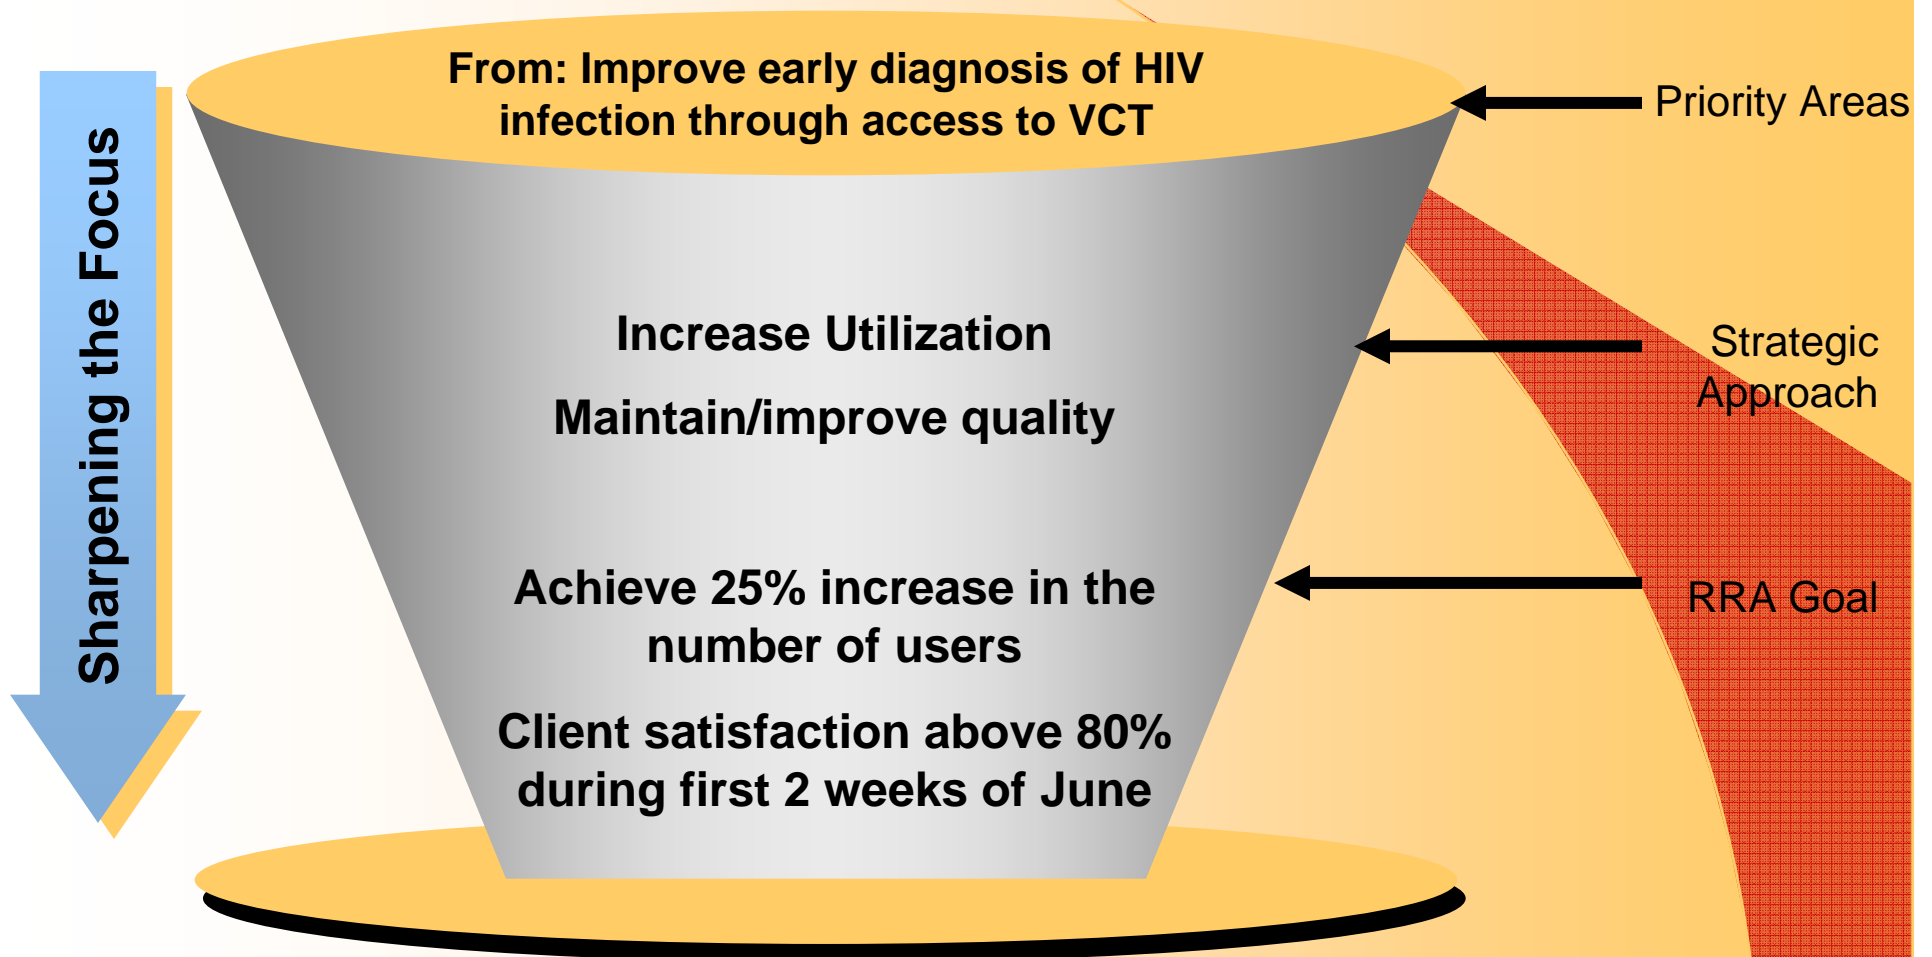 Sharpening the Focus
From: Improve early diagnosis of HIV
infection through access to VCT
Priority Areas
Increase Utilization
Maintain/improve quality
Strategic
Approach
Achieve 25% increase in the
number of users
Client satisfaction above 80%
during first 2 weeks of June
RRA Goal